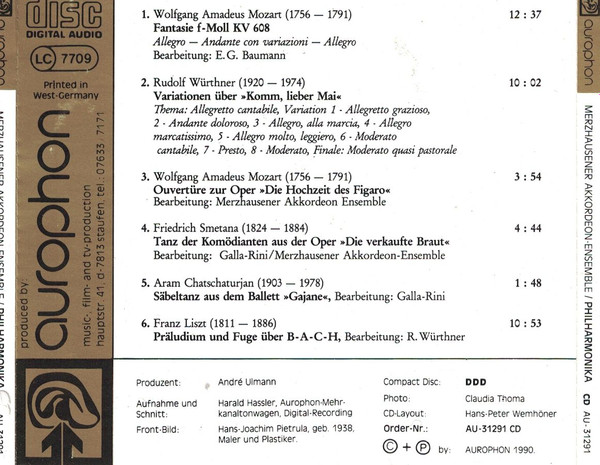 disc
DIGITAL AUDIO
LC 7709
Printed in
West-Germany
produced by:
aurophon
music-, film- and tv-production
hauptstr. 41, d-7813 staufen, tel.: 07633 7171
MERZHAUSENER AKKORDEON-ENSEMBLE / PHILHARMONIKA
1. Wolfgang Amadeus Mozart (1756 — 1791) 12 : 37
Fantasie f-Moll KV 608
Allegro — Andante con variazioni — Allegro
Bearbeitung: E. G. Baumann
2. Rudolf Würthner (1920 — 1974) 10 : 02
Variationen über »Komm, lieber Mai«
Thema: Allegretto cantabile, Variation 1 - Allegretto grazioso,
2 - Andante doloroso, 3 - Allegro, alla marcia, 4 - Allegro
marcatissimo, 5 - Allegro molto, leggiero, 6 - Moderato
cantabile, 7 - Presto, 8 - Moderato, Finale: Moderato quasi pastorale
3. Wolfgang Amadeus Mozart (1756 — 1791) 3 : 54
Ouvertüre zur Oper »Die Hochzeit des Figaro«
Bearbeitung: Merzhausener Akkordeon Ensemble
4. Friedrich Smetana (1824 — 1884) 4 : 44
Tanz der Komödianten aus der Oper »Die verkaufte Braut«
Bearbeitung: Galla-Rini/Merzhausener Akkordeon-Ensemble
5. Aram Chatschaturjan (1903 — 1978) 1 : 48
Säbeltanz aus dem Ballett »Gajane«, Bearbeitung: Galla-Rini
6. Franz Liszt (1811 — 1886) 10 : 53
Präludium und Fuge über B-A-C-H, Bearbeitung: R. Würthner
Produzent: André Ulmann
Aufnahme und Schnitt: Harald Hassler, Aurophon-Mehr-
kanaltonwagen, Digital-Recording
Front-Bild: Hans-Joachim Pietrula, geb. 1938,
Maler und Plastiker.
Compact Disc: DDD
Photo: Claudia Thoma
CD-Layout: Hans-Peter Wemhöner
Order-Nr.: AU-31291 CD
© + ℗ by: AUROPHON 1990.
aurophon
MERZHAUSENER AKKORDEON-ENSEMBLE / PHILHARMONIKA CD AU-31291